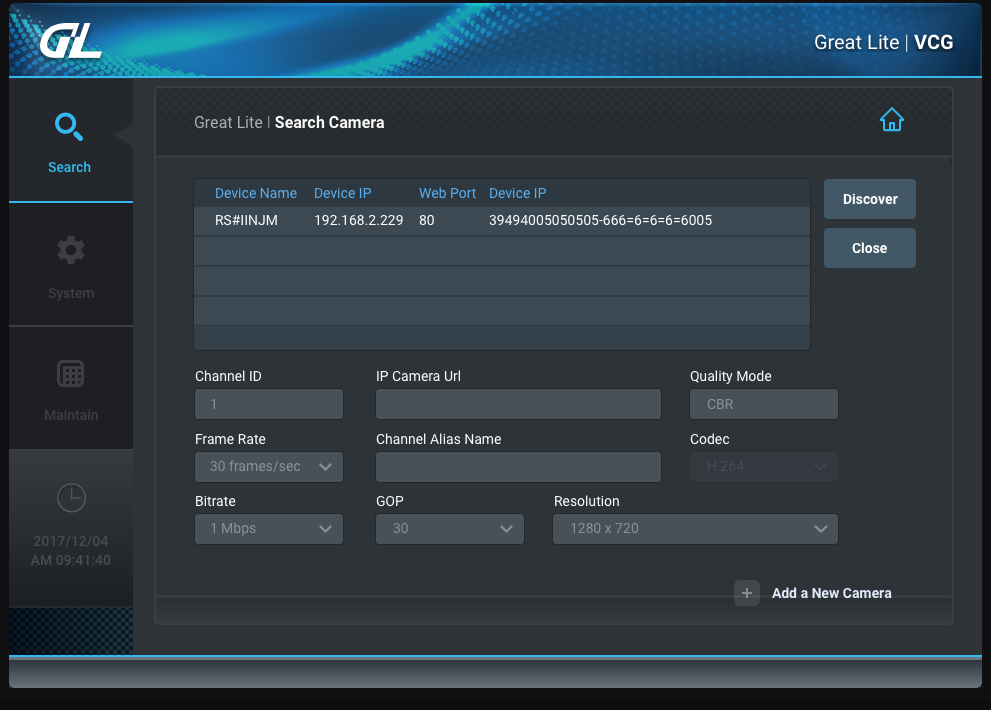 GL
Great Lite | VCG
Search
System
Maintain
2017/12/04
AM 09:41:40
Great Lite | Search Camera
Device Name Device IP Web Port Device IP
RS#IINJM 192.168.2.229 80 39494005050505-666=6=6=6=6005
Discover
Close
Channel ID IP Camera Url Quality Mode
1 CBR
Frame Rate Channel Alias Name Codec
30 frames/sec H.264
Bitrate GOP Resolution
1 Mbps 30 1280 x 720
+ Add a New Camera